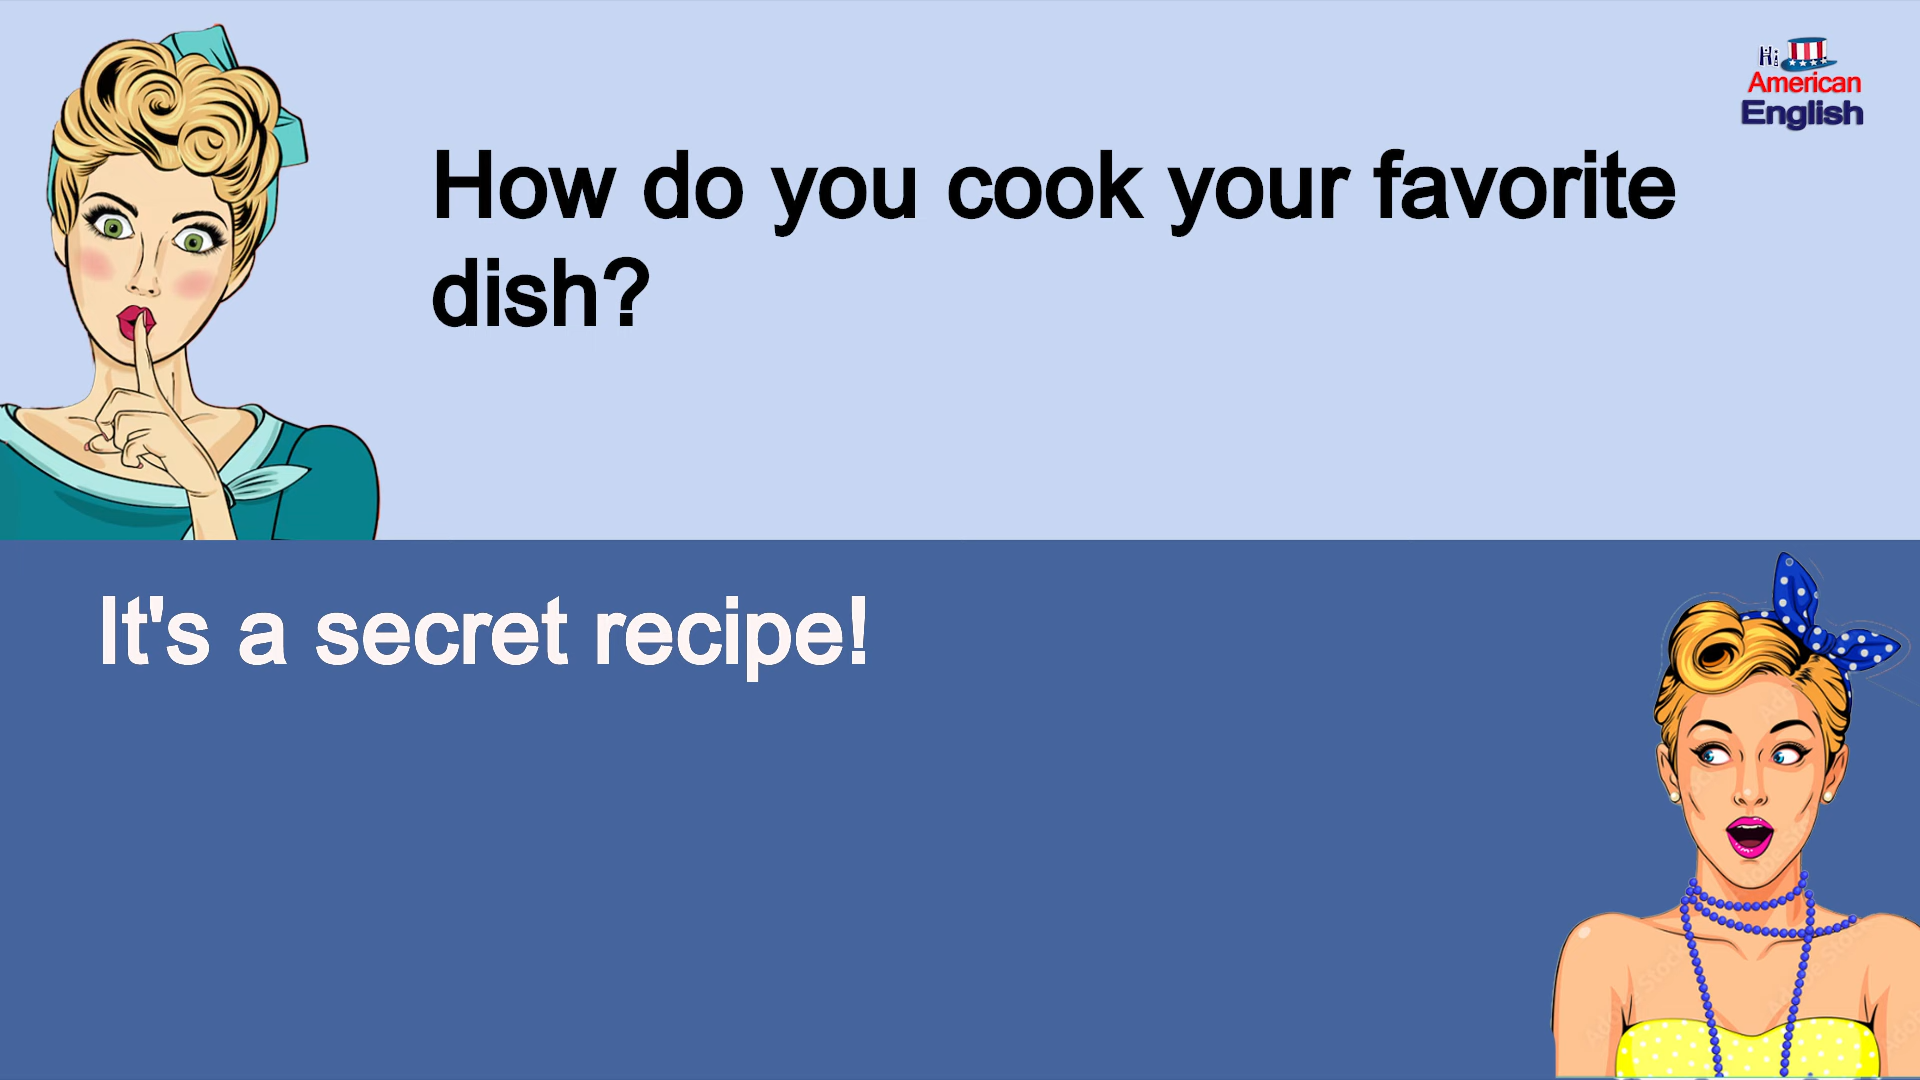 Hi
American
English
How do you cook your favorite
dish?
It's a secret recipe!